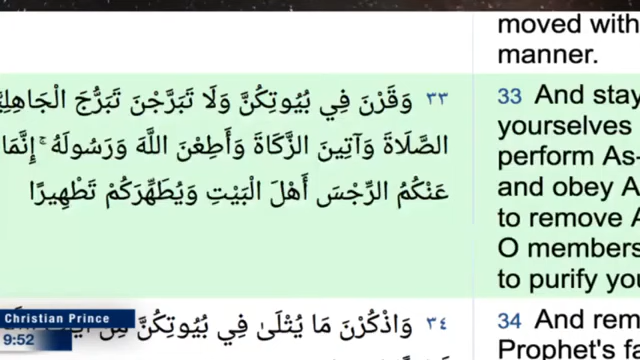 moved with
manner.
٣٣ وَقَرْنَ فِي بُيُوتِكُنَّ وَلَا تَبَرَّجْنَ تَبَرُّجَ
الصَّلَاةَ وَآتِينَ الزَّكَاةَ وَأَطِعْنَ اللَّهَ وَرَسُولَهُ ۚ إِنَّمَا
عَنْكُمُ الرِّجْسَ أَهْلَ الْبَيْتِ وَيُطَهِّرَكُمْ تَطْهِيرًا
33 And stay
yourselves
perform As-
and obey A
to remove A
O members
to purify you
٣٤ وَاذْكُرْنَ مَا يُتْلَىٰ فِي بُيُوتِكُنَّ مِنْ
34 And rem
Prophet's fa
Christian Prince
9:52